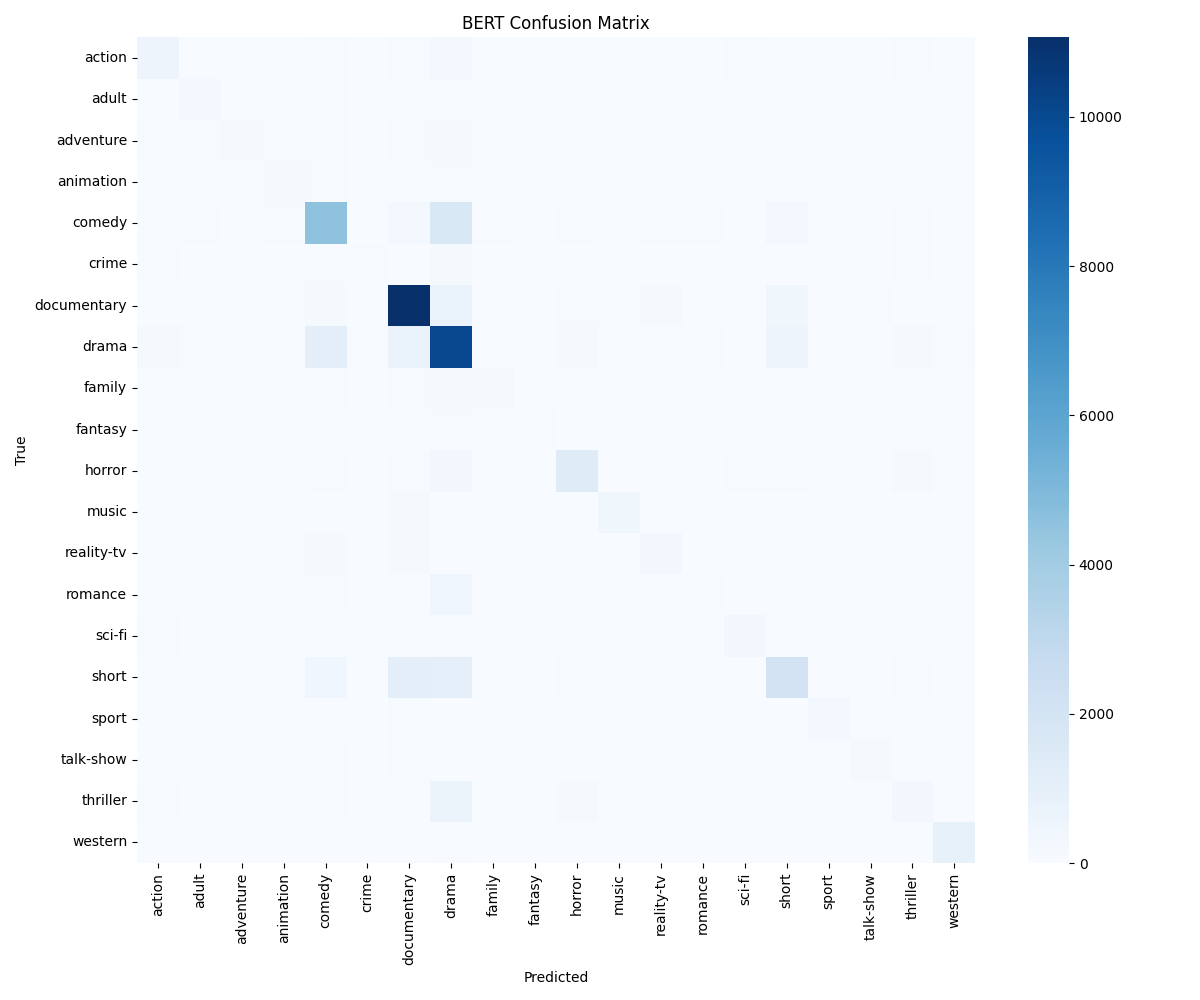 BERT Confusion Matrix
True
action
adult
adventure
animation
comedy
crime
documentary
drama
family
fantasy
horror
music
reality-tv
romance
sci-fi
short
sport
talk-show
thriller
western
action
adult
adventure
animation
comedy
crime
documentary
drama
family
fantasy
horror
music
reality-tv
romance
sci-fi
short
sport
talk-show
thriller
western
Predicted
10000
8000
6000
4000
2000
0